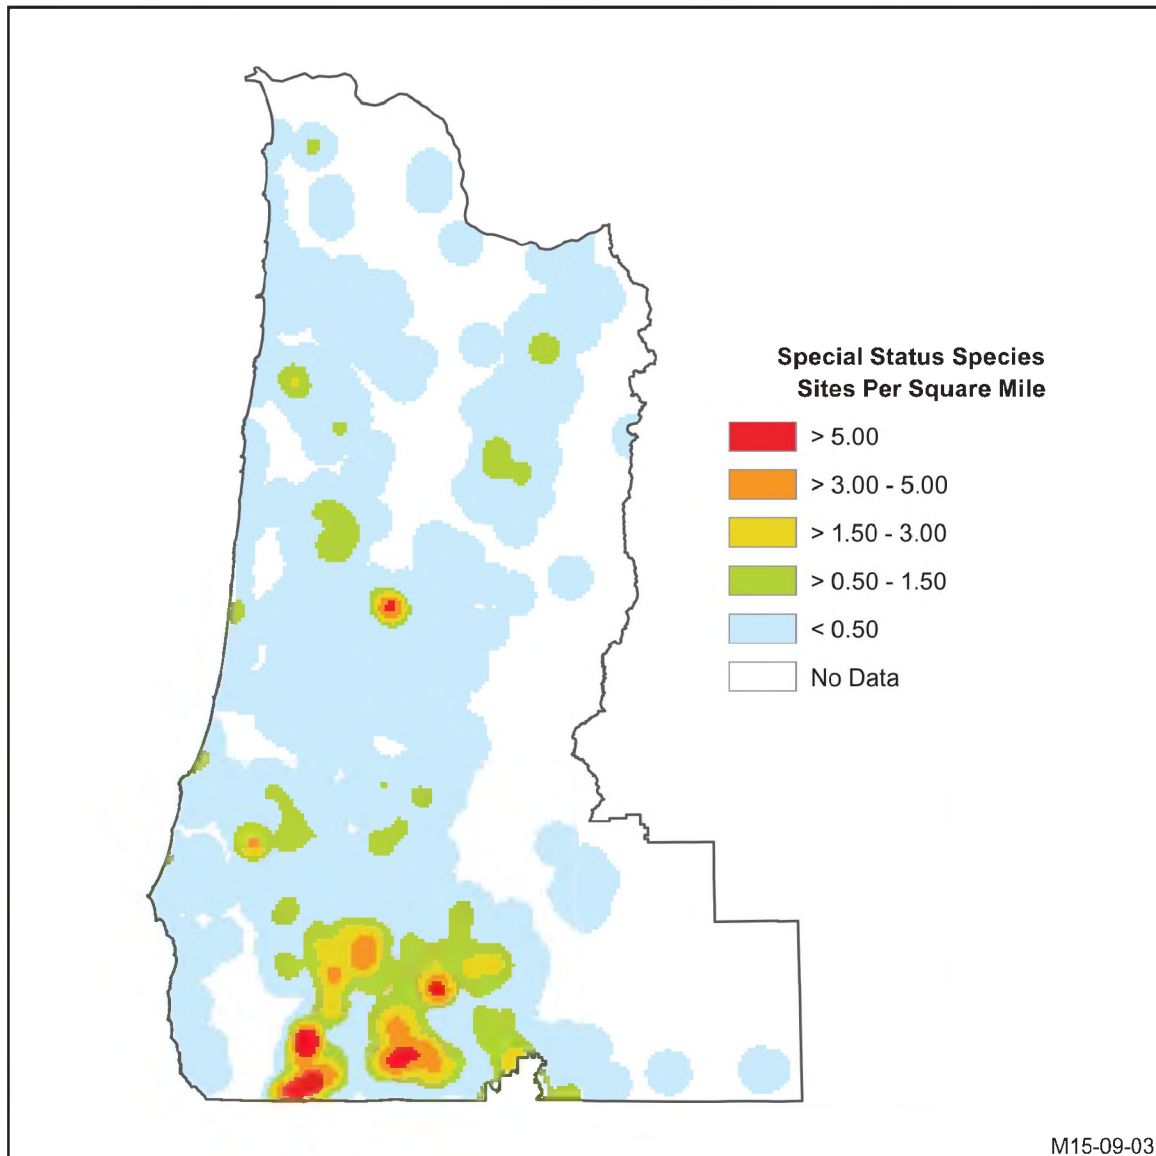 Special Status Species
Sites Per Square Mile
> 5.00
> 3.00 - 5.00
> 1.50 - 3.00
> 0.50 - 1.50
< 0.50
No Data
M15-09-03